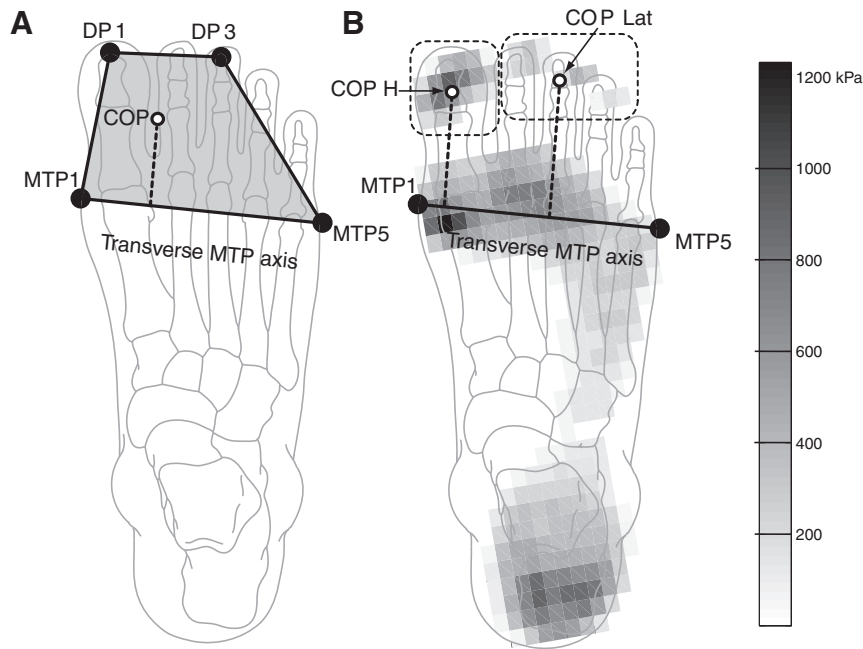 A
DP 1
DP 3
COP
MTP1
MTP5
Transverse MTP axis
B
COP Lat
COP H
MTP1
MTP5
Transverse MTP axis
1200 kPa
1000
800
600
400
200